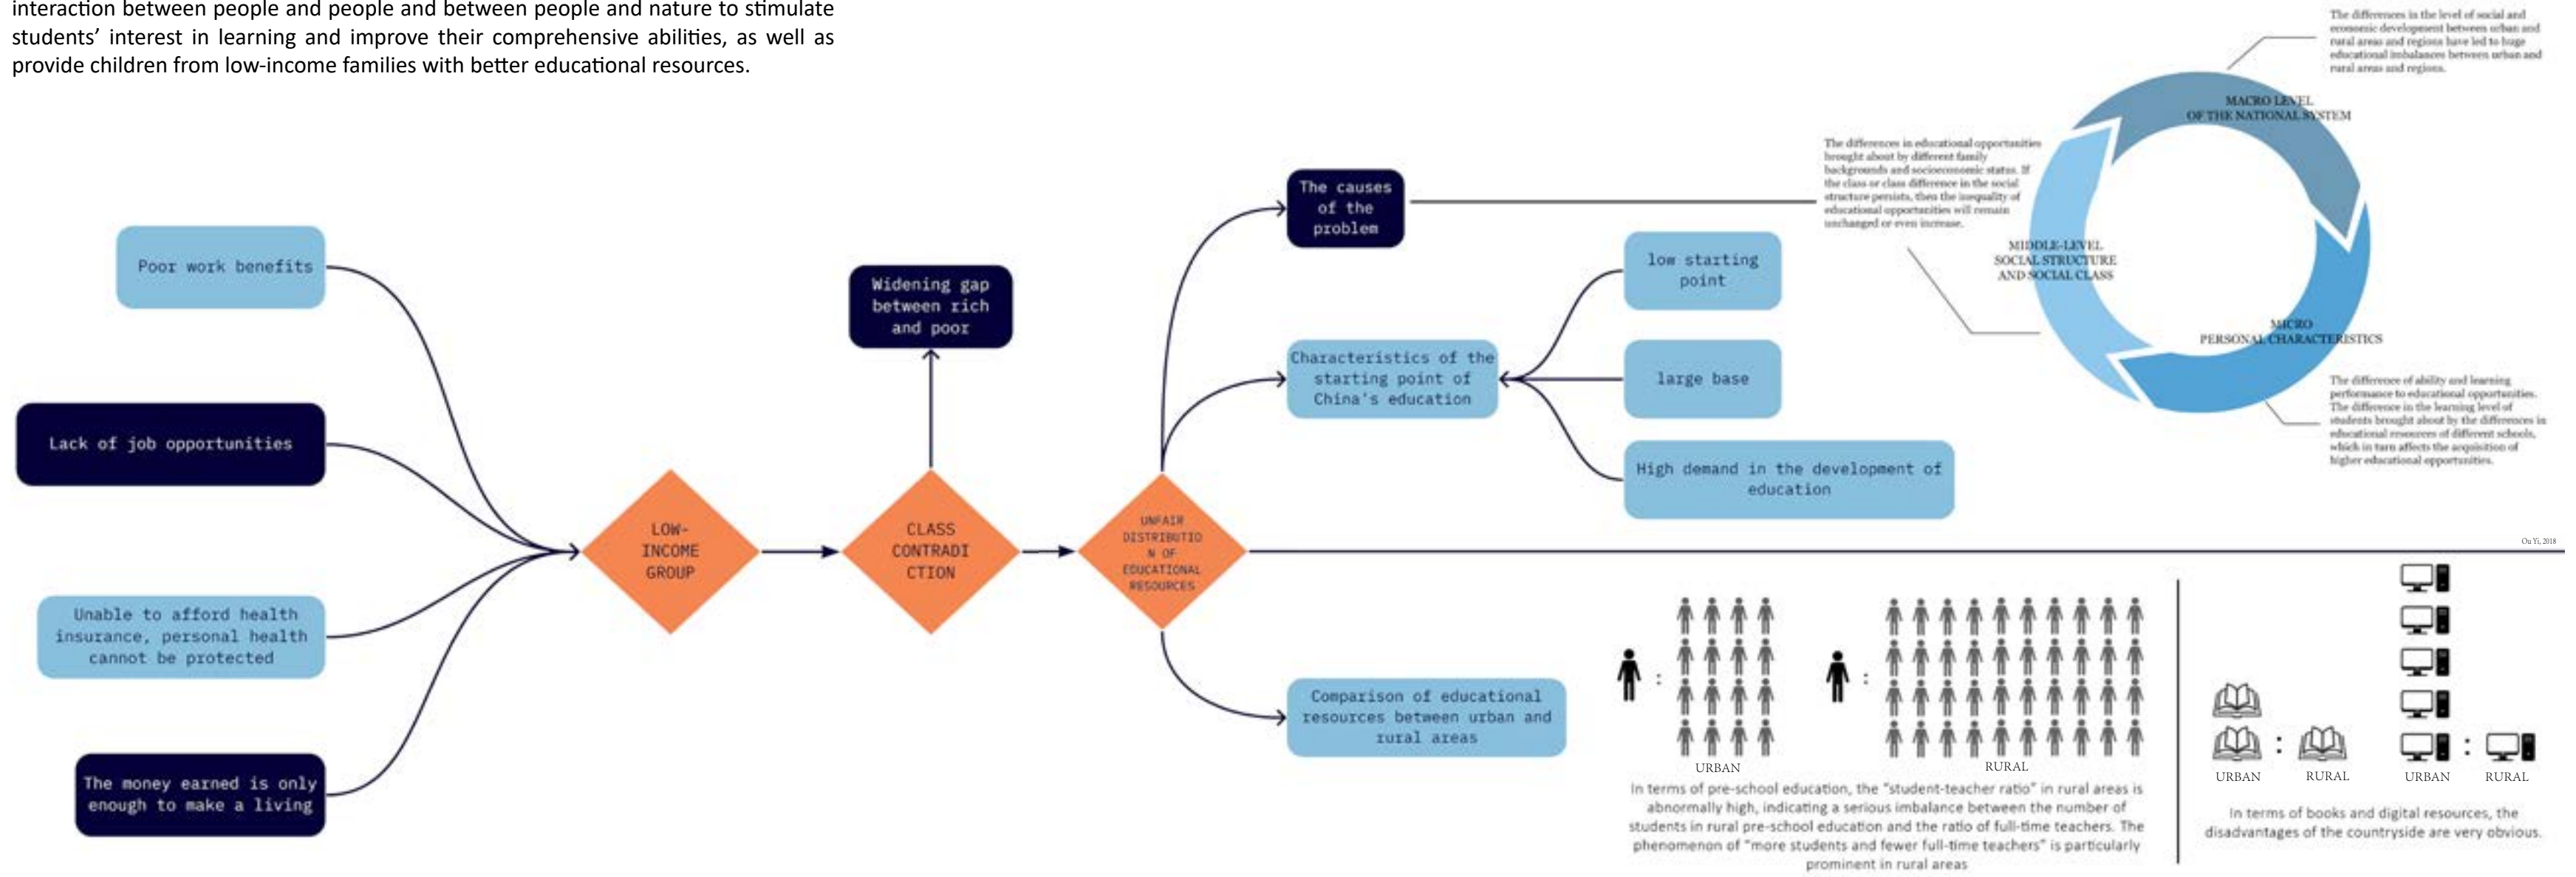 interaction between people and people and between people and nature to stimulate
students' interest in learning and improve their comprehensive abilities, as well as
provide children from low-income families with better educational resources.
Poor work benefits
Lack of job opportunities
Unable to afford health
insurance, personal health
cannot be protected
The money earned is only
enough to make a living
LOW-
INCOME
GROUP
Widening gap
between rich
and poor
CLASS
CONTRADI
CTION
UNFAIR
DISTRIBUTIO
N OF
EDUCATIONAL
RESOURCES
The causes
of the
problem
Characteristics of the
starting point of
China's education
low starting
point
large base
High demand in the development of
education
Comparison of educational
resources between urban and
rural areas
The differences in the level of social and
economic development between urban and
rural areas and regions have led to huge
educational imbalances between urban and
rural areas and regions.
MACRO LEVEL
OF THE NATIONAL SYSTEM
The differences in educational opportunities
brought about by different family
backgrounds and socioeconomic status. If
the class or class difference in the social
structure persists, then the inequality of
educational opportunities will remain
unchanged or even increase.
MIDDLE-LEVEL
SOCIAL STRUCTURE
AND SOCIAL CLASS
MICRO
PERSONAL CHARACTERISTICS
The difference of ability and learning
performance to educational opportunities.
The difference in the learning level of
students brought about by the differences in
educational resources of different schools,
which in turn affects the acquisition of
higher educational opportunities.
Ou Yi, 2018
:
:
URBAN
RURAL
In terms of pre-school education, the "student-teacher ratio" in rural areas is
abnormally high, indicating a serious imbalance between the number of
students in rural pre-school education and the ratio of full-time teachers. The
phenomenon of "more students and fewer full-time teachers" is particularly
prominent in rural areas
:
:
URBAN
RURAL
URBAN
RURAL
In terms of books and digital resources, the
disadvantages of the countryside are very obvious.